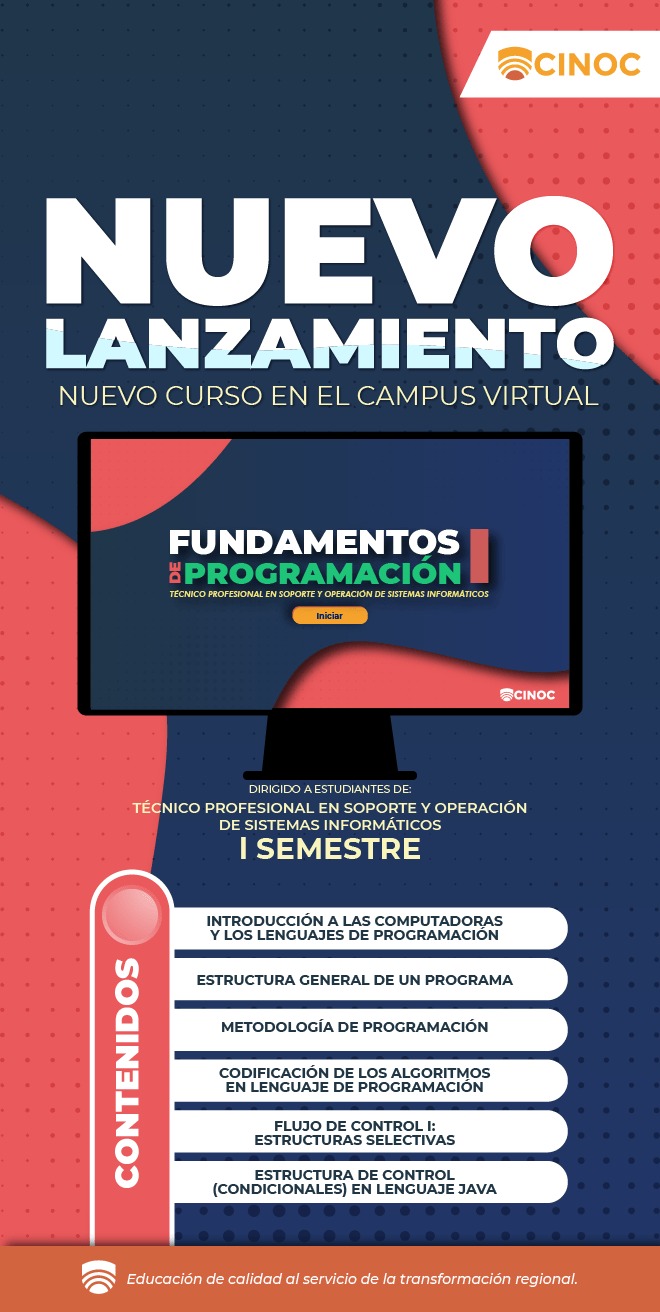 CINOC
NUEVO
LANZAMIENTO
NUEVO CURSO EN EL CAMPUS VIRTUAL
FUNDAMENTOS
DE PROGRAMACIÓN I
TÉCNICO PROFESIONAL EN SOPORTE Y OPERACIÓN DE SISTEMAS INFORMÁTICOS
Iniciar
CINOC
DIRIGIDO A ESTUDIANTES DE:
TÉCNICO PROFESIONAL EN SOPORTE Y OPERACIÓN
DE SISTEMAS INFORMÁTICOS
I SEMESTRE
CONTENIDOS
INTRODUCCIÓN A LAS COMPUTADORAS
Y LOS LENGUAJES DE PROGRAMACIÓN
ESTRUCTURA GENERAL DE UN PROGRAMA
METODOLOGÍA DE PROGRAMACIÓN
CODIFICACIÓN DE LOS ALGORITMOS
EN LENGUAJE DE PROGRAMACIÓN
FLUJO DE CONTROL I:
ESTRUCTURAS SELECTIVAS
ESTRUCTURA DE CONTROL
(CONDICIONALES) EN LENGUAJE JAVA
Educación de calidad al servicio de la transformación regional.